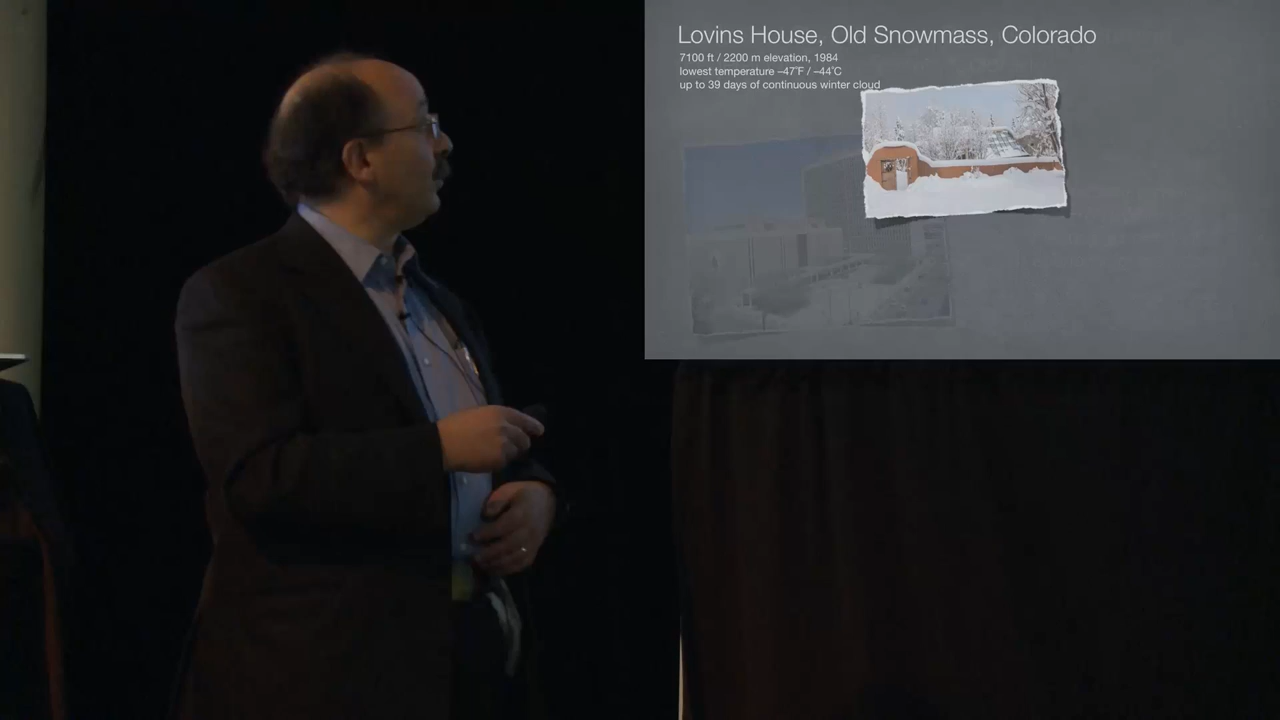 Lovins House, Old Snowmass, Colorado
7100 ft / 2200 m elevation, 1984
lowest temperature –47°F / –44°C
up to 39 days of continuous winter cloud